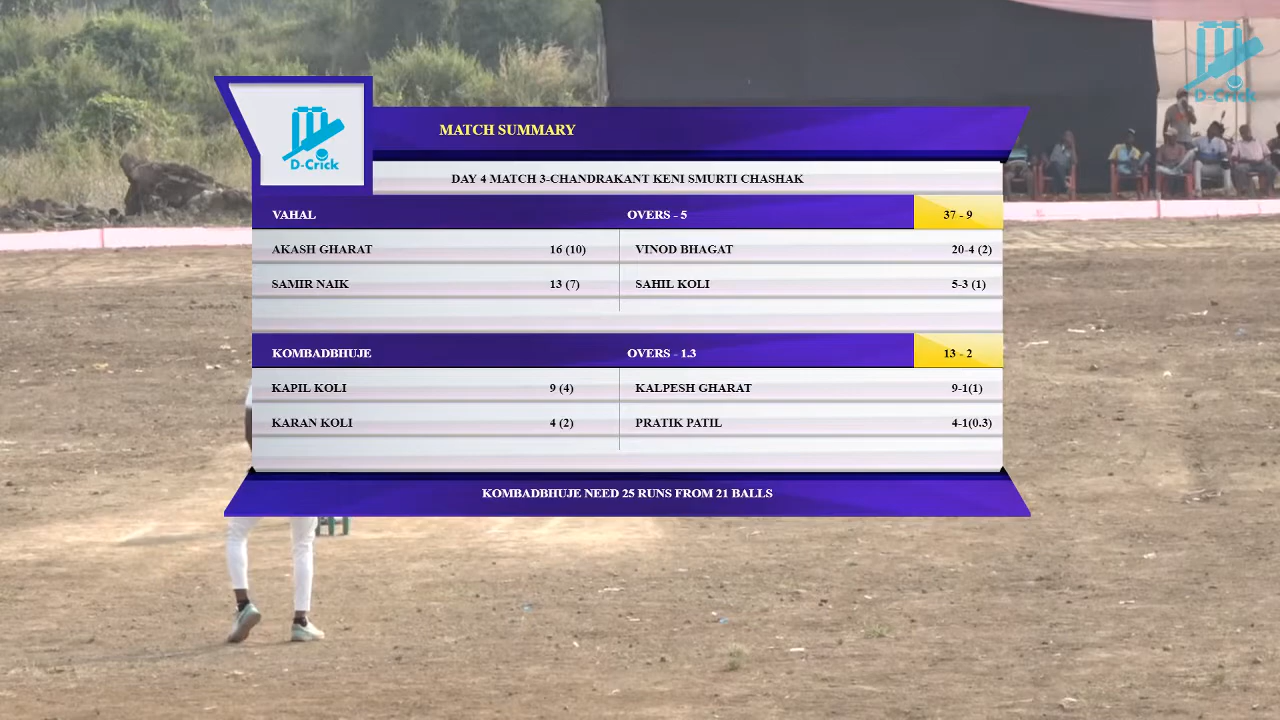 D-Crick
D-Crick
MATCH SUMMARY
DAY 4 MATCH 3-CHANDRAKANT KENI SMURTI CHASHAK
VAHAL OVERS - 5 37 - 9
AKASH GHARAT 16 (10) VINOD BHAGAT 20-4 (2)
SAMIR NAIK 13 (7) SAHIL KOLI 5-3 (1)
KOMBADBHUJE OVERS - 1.3 13 - 2
KAPIL KOLI 9 (4) KALPESH GHARAT 9-1(1)
KARAN KOLI 4 (2) PRATIK PATIL 4-1(0.3)
KOMBADBHUJE NEED 25 RUNS FROM 21 BALLS